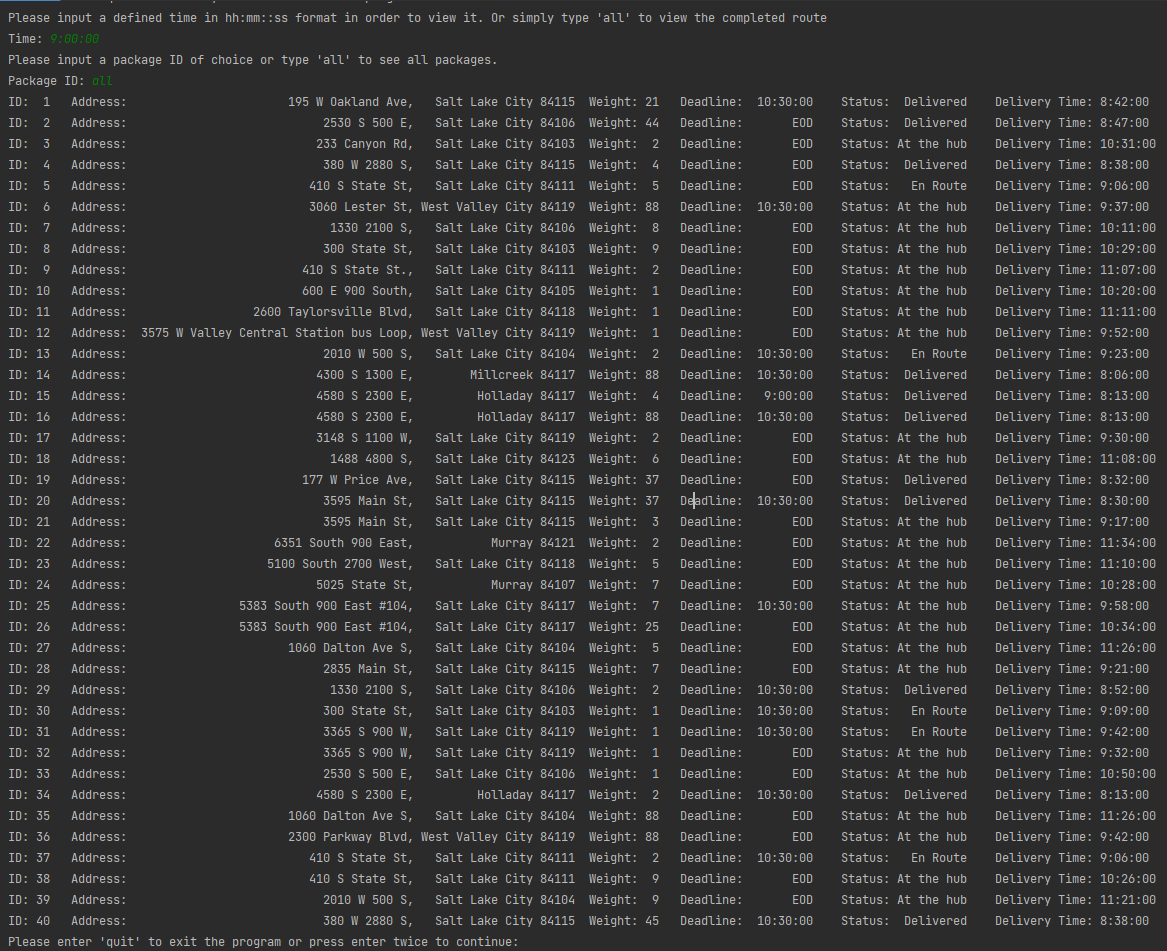 Please input a defined time in hh:mm::ss format in order to view it. Or simply type 'all' to view the completed route
Time: 9:00:00
Please input a package ID of choice or type 'all' to see all packages.
Package ID: all
ID:  1   Address:                       195 W Oakland Ave,   Salt Lake City 84115  Weight: 21   Deadline:  10:30:00    Status:  Delivered    Delivery Time: 8:42:00
ID:  2   Address:                            2530 S 500 E,   Salt Lake City 84106  Weight: 44   Deadline:       EOD    Status:  Delivered    Delivery Time: 8:47:00
ID:  3   Address:                           233 Canyon Rd,   Salt Lake City 84103  Weight:  2   Deadline:       EOD    Status: At the hub    Delivery Time: 10:31:00
ID:  4   Address:                            380 W 2880 S,   Salt Lake City 84115  Weight:  4   Deadline:       EOD    Status:  Delivered    Delivery Time: 8:38:00
ID:  5   Address:                          410 S State St,   Salt Lake City 84111  Weight:  5   Deadline:       EOD    Status:   En Route    Delivery Time: 9:06:00
ID:  6   Address:                          3060 Lester St, West Valley City 84119  Weight: 88   Deadline:  10:30:00    Status: At the hub    Delivery Time: 9:37:00
ID:  7   Address:                             1330 2100 S,   Salt Lake City 84106  Weight:  8   Deadline:       EOD    Status: At the hub    Delivery Time: 10:11:00
ID:  8   Address:                            300 State St,   Salt Lake City 84103  Weight:  9   Deadline:       EOD    Status: At the hub    Delivery Time: 10:29:00
ID:  9   Address:                         410 S State St.,   Salt Lake City 84111  Weight:  2   Deadline:       EOD    Status: At the hub    Delivery Time: 11:07:00
ID: 10   Address:                         600 E 900 South,   Salt Lake City 84105  Weight:  1   Deadline:       EOD    Status: At the hub    Delivery Time: 10:20:00
ID: 11   Address:                  2600 Taylorsville Blvd,   Salt Lake City 84118  Weight:  1   Deadline:       EOD    Status: At the hub    Delivery Time: 11:11:00
ID: 12   Address:  3575 W Valley Central Station bus Loop, West Valley City 84119  Weight:  1   Deadline:       EOD    Status: At the hub    Delivery Time: 9:52:00
ID: 13   Address:                            2010 W 500 S,   Salt Lake City 84104  Weight:  2   Deadline:  10:30:00    Status:   En Route    Delivery Time: 9:23:00
ID: 14   Address:                           4300 S 1300 E,        Millcreek 84117  Weight: 88   Deadline:  10:30:00    Status:  Delivered    Delivery Time: 8:06:00
ID: 15   Address:                           4580 S 2300 E,         Holladay 84117  Weight:  4   Deadline:   9:00:00    Status:  Delivered    Delivery Time: 8:13:00
ID: 16   Address:                           4580 S 2300 E,         Holladay 84117  Weight: 88   Deadline:  10:30:00    Status:  Delivered    Delivery Time: 8:13:00
ID: 17   Address:                           3148 S 1100 W,   Salt Lake City 84119  Weight:  2   Deadline:       EOD    Status: At the hub    Delivery Time: 9:30:00
ID: 18   Address:                             1488 4800 S,   Salt Lake City 84123  Weight:  6   Deadline:       EOD    Status: At the hub    Delivery Time: 11:08:00
ID: 19   Address:                         177 W Price Ave,   Salt Lake City 84115  Weight: 37   Deadline:       EOD    Status:  Delivered    Delivery Time: 8:32:00
ID: 20   Address:                            3595 Main St,   Salt Lake City 84115  Weight: 37   Deadline:  10:30:00    Status:  Delivered    Delivery Time: 8:30:00
ID: 21   Address:                            3595 Main St,   Salt Lake City 84115  Weight:  3   Deadline:       EOD    Status: At the hub    Delivery Time: 9:17:00
ID: 22   Address:                     6351 South 900 East,           Murray 84121  Weight:  2   Deadline:       EOD    Status: At the hub    Delivery Time: 11:34:00
ID: 23   Address:                    5100 South 2700 West,   Salt Lake City 84118  Weight:  5   Deadline:       EOD    Status: At the hub    Delivery Time: 11:10:00
ID: 24   Address:                           5025 State St,           Murray 84107  Weight:  7   Deadline:       EOD    Status: At the hub    Delivery Time: 10:28:00
ID: 25   Address:                5383 South 900 East #104,   Salt Lake City 84117  Weight:  7   Deadline:  10:30:00    Status: At the hub    Delivery Time: 9:58:00
ID: 26   Address:                5383 South 900 East #104,   Salt Lake City 84117  Weight: 25   Deadline:       EOD    Status: At the hub    Delivery Time: 10:34:00
ID: 27   Address:                       1060 Dalton Ave S,   Salt Lake City 84104  Weight:  5   Deadline:       EOD    Status: At the hub    Delivery Time: 11:26:00
ID: 28   Address:                            2835 Main St,   Salt Lake City 84115  Weight:  7   Deadline:       EOD    Status: At the hub    Delivery Time: 9:21:00
ID: 29   Address:                             1330 2100 S,   Salt Lake City 84106  Weight:  2   Deadline:  10:30:00    Status:  Delivered    Delivery Time: 8:52:00
ID: 30   Address:                            300 State St,   Salt Lake City 84103  Weight:  1   Deadline:  10:30:00    Status:   En Route    Delivery Time: 9:09:00
ID: 31   Address:                            3365 S 900 W,   Salt Lake City 84119  Weight:  1   Deadline:  10:30:00    Status:   En Route    Delivery Time: 9:42:00
ID: 32   Address:                            3365 S 900 W,   Salt Lake City 84119  Weight:  1   Deadline:       EOD    Status: At the hub    Delivery Time: 9:32:00
ID: 33   Address:                            2530 S 500 E,   Salt Lake City 84106  Weight:  1   Deadline:       EOD    Status: At the hub    Delivery Time: 10:50:00
ID: 34   Address:                           4580 S 2300 E,         Holladay 84117  Weight:  2   Deadline:  10:30:00    Status:  Delivered    Delivery Time: 8:13:00
ID: 35   Address:                       1060 Dalton Ave S,   Salt Lake City 84104  Weight: 88   Deadline:       EOD    Status: At the hub    Delivery Time: 11:26:00
ID: 36   Address:                       2300 Parkway Blvd, West Valley City 84119  Weight: 88   Deadline:       EOD    Status: At the hub    Delivery Time: 9:42:00
ID: 37   Address:                          410 S State St,   Salt Lake City 84111  Weight:  2   Deadline:  10:30:00    Status:   En Route    Delivery Time: 9:06:00
ID: 38   Address:                          410 S State St,   Salt Lake City 84111  Weight:  9   Deadline:       EOD    Status: At the hub    Delivery Time: 10:26:00
ID: 39   Address:                            2010 W 500 S,   Salt Lake City 84104  Weight:  9   Deadline:       EOD    Status: At the hub    Delivery Time: 11:21:00
ID: 40   Address:                            380 W 2880 S,   Salt Lake City 84115  Weight: 45   Deadline:  10:30:00    Status:  Delivered    Delivery Time: 8:38:00
Please enter 'quit' to exit the program or press enter twice to continue: